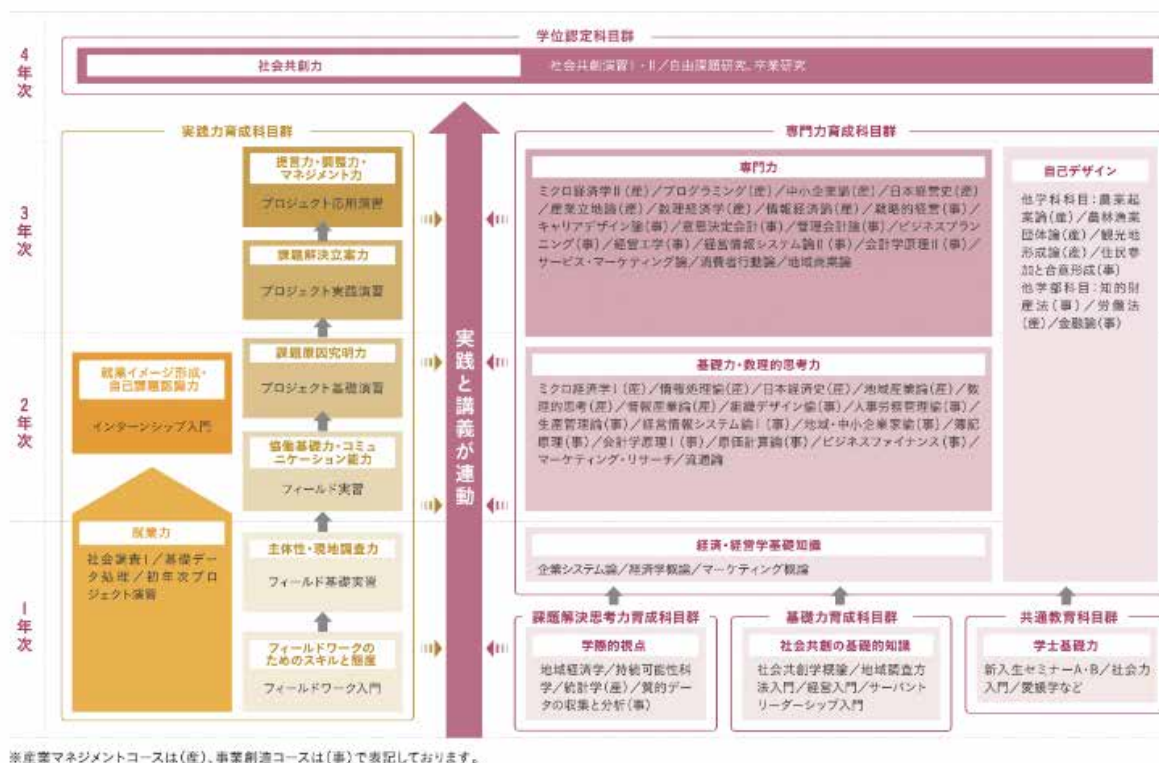 4年次
学位認定科目群
社会共創力
社会共創演習Ⅰ・Ⅱ／自由課題研究、卒業研究
3年次
2年次
1年次
実践力育成科目群
提言力・調整力・
マネジメント力
プロジェクト応用演習
課題解決立案力
プロジェクト実践演習
課題原因究明力
プロジェクト基礎演習
協働基礎力・コミュ
ニケーション能力
フィールド実習
主体性・現地調査力
フィールド基礎実習
フィールドワークの
ためのスキルと態度
フィールドワーク入門
就業イメージ形成・
自己課題認識力
インターンシップ入門
就業力
社会調査Ⅰ／基礎デー
タ処理／初年次プロ
ジェクト演習
実践と講義が連動
専門力育成科目群
専門力
ミクロ経済学Ⅱ(産)／プログラミング(産)／中小企業論(産)／日本経営史(産)
／産業立地論(産)／数理経済学(産)／情報経済論(産)／戦略的経営(事)／
キャリアデザイン論(事)／意思決定会計(事)／管理会計論(事)／ビジネスプラン
ニング(事)／経営工学(事)／経営情報システム論Ⅱ(事)／会計学原理Ⅱ(事)／
サービス・マーケティング論／消費者行動論／地域商業論
基礎力・数理的思考力
ミクロ経済学Ⅰ(産)／情報処理論(産)／日本経済史(産)／地域産業論(産)／数
理的思考(産)／情報産業論(産)／組織デザイン論(事)／人事労務管理論(事)／
生産管理論(事)／経営情報システム論Ⅰ(事)／地域・中小企業家論(事)／簿記
原理(事)／会計学原理Ⅰ(事)／原価計算論(事)／ビジネスファイナンス(事)／
マーケティング・リサーチ／流通論
経済・経営学基礎知識
企業システム論／経済学概論／マーケティング概論
自己デザイン
他学科科目：農業起
業論(産)／農林漁業
団体論(産)／観光地
形成論(産)／住民参
加と合意形成(事)
他学部科目：知的財
産法(事)／労働法
(産)／金融論(事)
課題解決思考力育成科目群
学際的視点
地域経済学／持続可能性科
学／統計学(産)／質的デー
タの収集と分析(事)
基礎力育成科目群
社会共創の基礎的知識
社会共創学概論／地域調査方
法入門／経営入門／サーバント
リーダーシップ入門
共通教育科目群
学士基礎力
新入生セミナーA・B／社会力
入門／愛媛学など
※産業マネジメントコースは(産)、事業創造コースは(事)で表記しております。